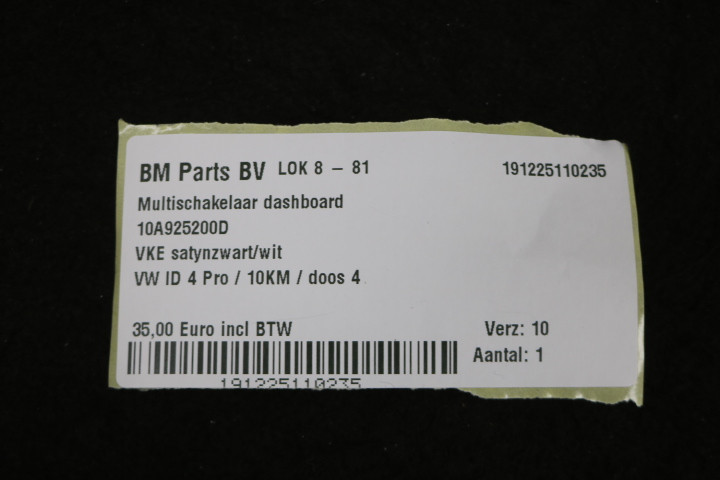 BM Parts BV LOK 8 – 81 191225110235
Multischakelaar dashboard
10A925200D
VKE satynzwart/wit
VW ID 4 Pro / 10KM / doos 4
35,00 Euro incl BTW Verz: 10
Aantal: 1
191225110235